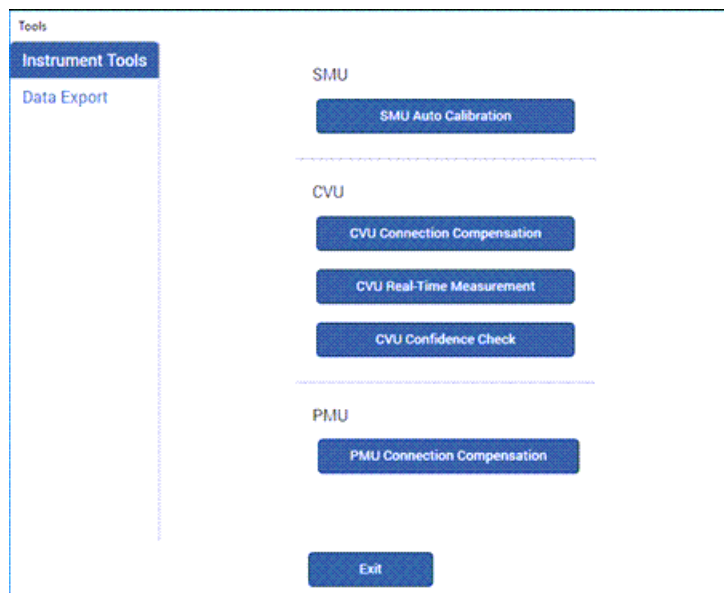 Tools
Instrument Tools
Data Export
SMU
SMU Auto Calibration
CVU
CVU Connection Compensation
CVU Real-Time Measurement
CVU Confidence Check
PMU
PMU Connection Compensation
Exit